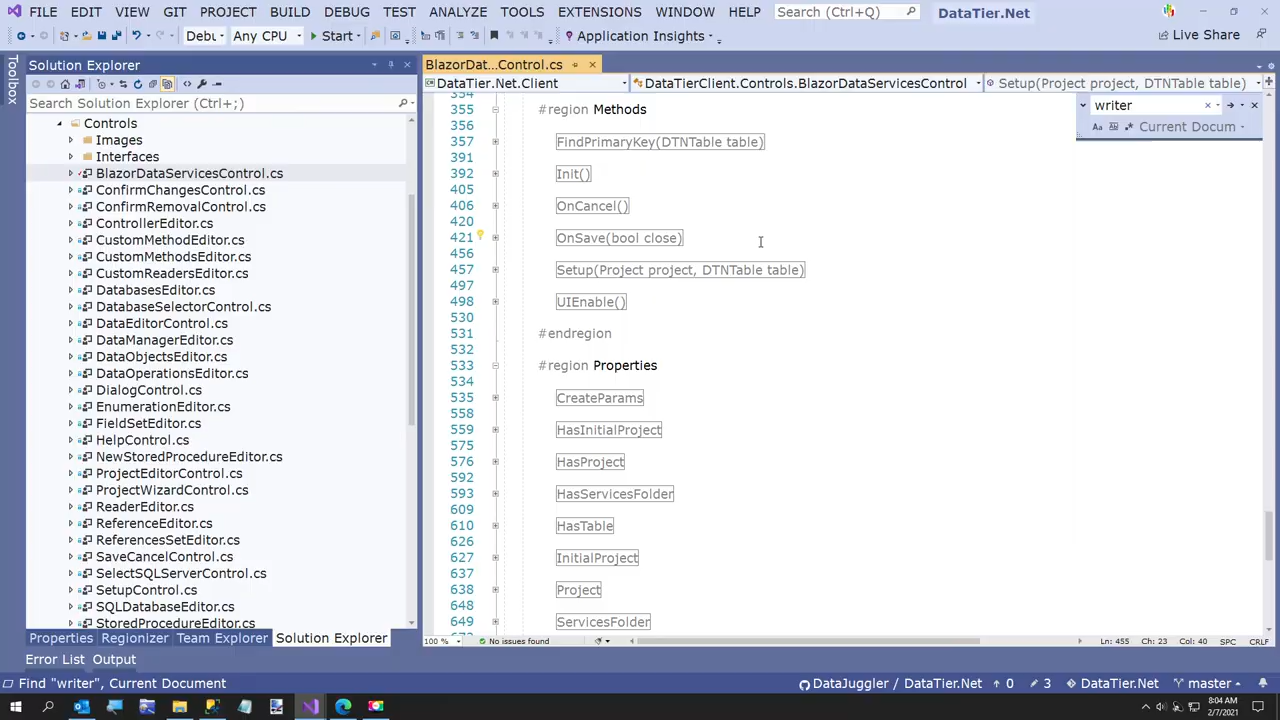 FILE EDIT VIEW GIT PROJECT BUILD DEBUG TEST ANALYZE TOOLS EXTENSIONS WINDOW HELP Search (Ctrl+Q) DataTier.Net
Debu Any CPU Start Application Insights Live Share
Toolbox
Solution Explorer
Search Solution Explorer (Ctrl+;)
Controls
Images
Interfaces
BlazorDataServicesControl.cs
ConfirmChangesControl.cs
ConfirmRemovalControl.cs
ControllerEditor.cs
CustomMethodEditor.cs
CustomMethodsEditor.cs
CustomReadersEditor.cs
DatabasesEditor.cs
DatabaseSelectorControl.cs
DataEditorControl.cs
DataManagerEditor.cs
DataObjectsEditor.cs
DataOperationsEditor.cs
DialogControl.cs
EnumerationEditor.cs
FieldSetEditor.cs
HelpControl.cs
NewStoredProcedureEditor.cs
ProjectEditorControl.cs
ProjectWizardControl.cs
ReaderEditor.cs
ReferenceEditor.cs
ReferencesSetEditor.cs
SaveCancelControl.cs
SelectSQLServerControl.cs
SetupControl.cs
SQLDatabaseEditor.cs
StoredProcedureEditor.cs
Properties Regionizer Team Explorer Solution Explorer
BlazorDat...Control.cs
DataTier.Net.Client DataTierClient.Controls.BlazorDataServicesControl Setup(Project project, DTNTable table)
writer
Current Docum
354
355 #region Methods
356
357 FindPrimaryKey(DTNTable table)
391
392 Init()
405
406 OnCancel()
420
421 OnSave(bool close)
456
457 Setup(Project project, DTNTable table)
497
498 UIEnable()
530
531 #endregion
532
533 #region Properties
534
535 CreateParams
558
559 HasInitialProject
575
576 HasProject
592
593 HasServicesFolder
609
610 HasTable
626
627 InitialProject
637
638 Project
648
649 ServicesFolder
100 % No issues found Ln: 455 Ch: 23 Col: 40 SPC CRLF
Error List Output
Find "writer", Current Document DataJuggler / DataTier.Net 0 3 DataTier.Net master
8:04 AM
2/7/2021